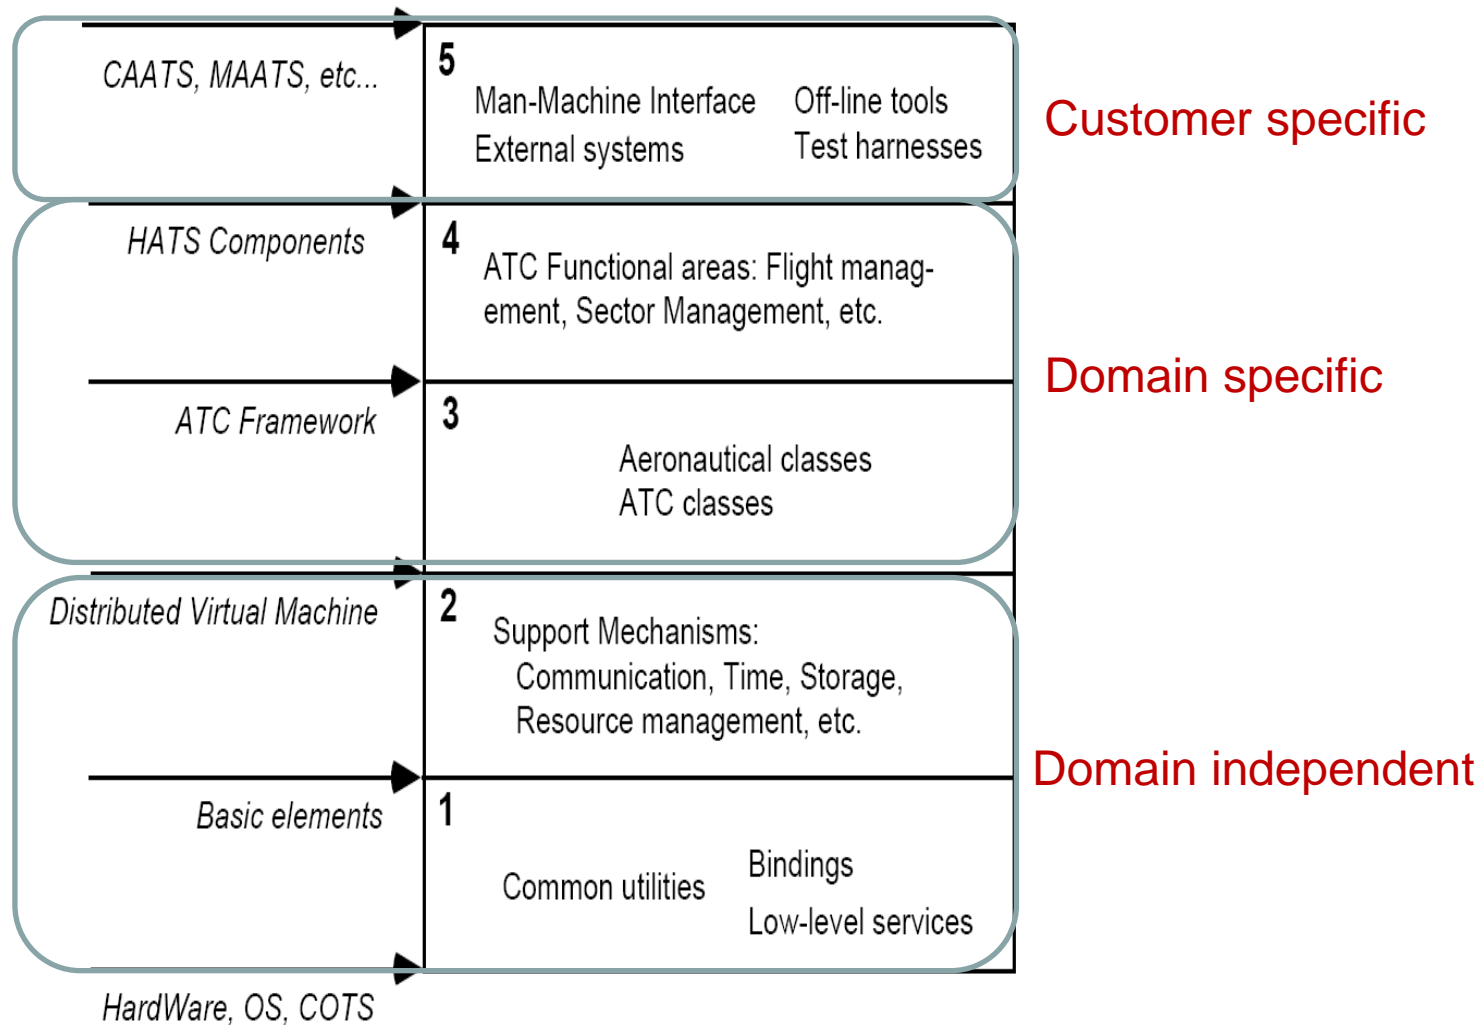 CAATS, MAATS, etc...
5
Man-Machine Interface
Off-line tools
External systems
Test harnesses
Customer specific
HATS Components
4
ATC Functional areas: Flight manag-
ement, Sector Management, etc.
Domain specific
ATC Framework
3
Aeronautical classes
ATC classes
Distributed Virtual Machine
2
Support Mechanisms:
Communication, Time, Storage,
Resource management, etc.
Domain independent
Basic elements
1
Common utilities
Bindings
Low-level services
HardWare, OS, COTS